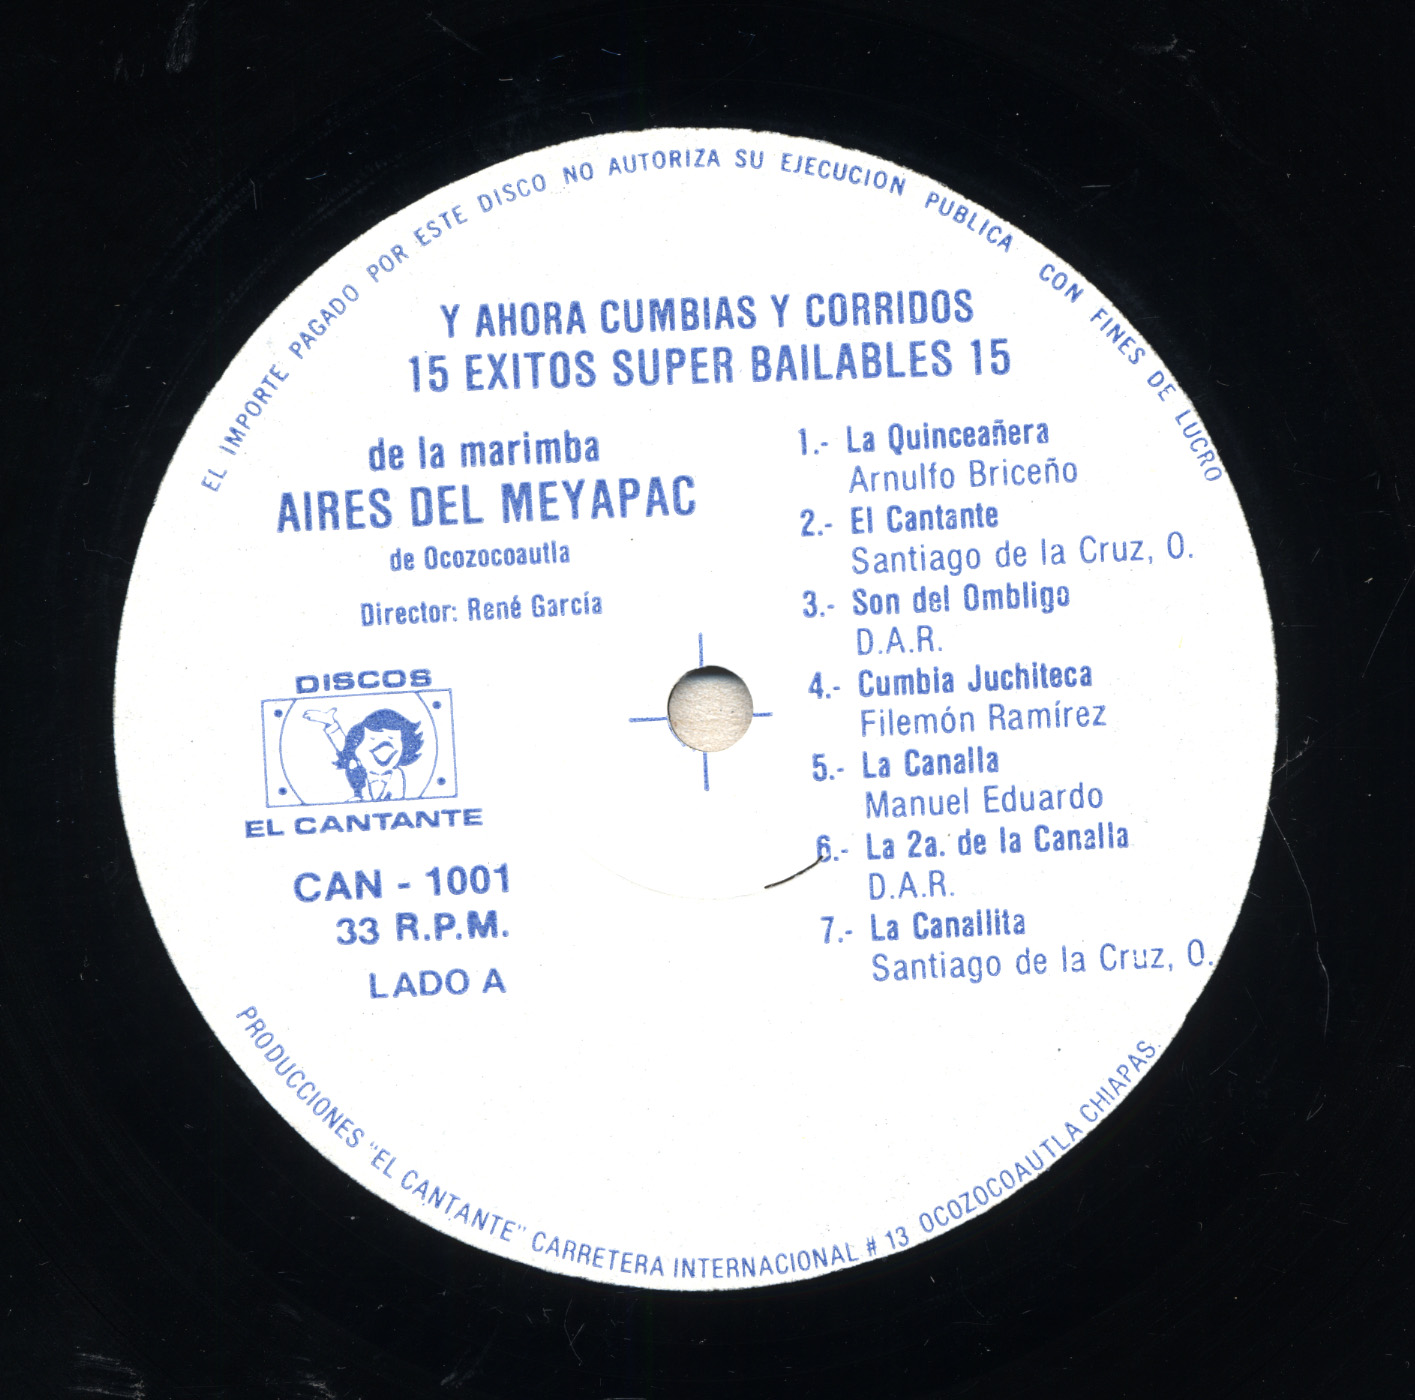 EL IMPORTE PAGADO POR ESTE DISCO NO AUTORIZA SU EJECUCION PUBLICA CON FINES DE LUCRO
Y AHORA CUMBIAS Y CORRIDOS
15 EXITOS SUPER BAILABLES 15
de la marimba
AIRES DEL MEYAPAC
de Ocozocoautla
Director: René García
DISCOS
EL CANTANTE
CAN - 1001
33 R.P.M.
LADO A
1.- La Quinceañera
Arnulfo Briceño
2.- El Cantante
Santiago de la Cruz, O.
3.- Son del Ombligo
D.A.R.
4.- Cumbia Juchiteca
Filemón Ramírez
5.- La Canalla
Manuel Eduardo
6.- La 2a. de la Canalla
D.A.R.
7.- La Canallita
Santiago de la Cruz, O.
PRODUCCIONES "EL CANTANTE" CARRETERA INTERNACIONAL # 13 OCOZOCOAUTLA CHIAPAS.